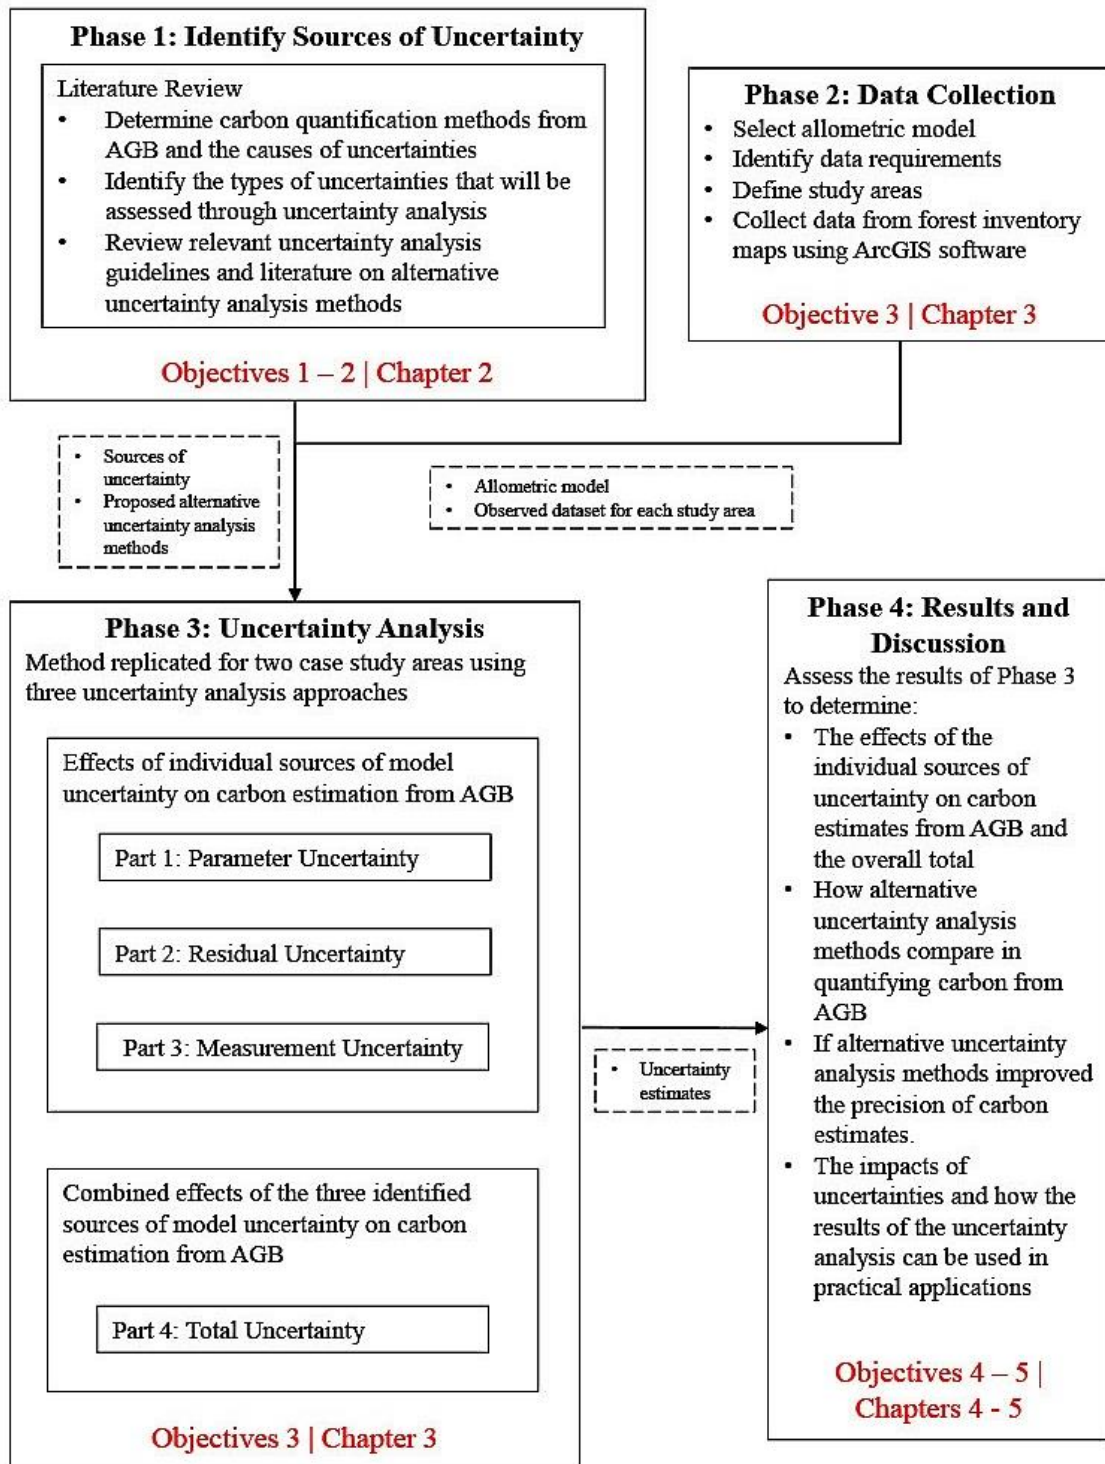 Phase 1: Identify Sources of Uncertainty
Literature Review
• Determine carbon quantification methods from
AGB and the causes of uncertainties
• Identify the types of uncertainties that will be
assessed through uncertainty analysis
• Review relevant uncertainty analysis
guidelines and literature on alternative
uncertainty analysis methods
Objectives 1 – 2 | Chapter 2
Phase 2: Data Collection
• Select allometric model
• Identify data requirements
• Define study areas
• Collect data from forest inventory
maps using ArcGIS software
Objective 3 | Chapter 3
• Sources of
uncertainty
• Proposed alternative
uncertainty analysis
methods
• Allometric model
• Observed dataset for each study area
Phase 3: Uncertainty Analysis
Method replicated for two case study areas using
three uncertainty analysis approaches
Effects of individual sources of model
uncertainty on carbon estimation from AGB
Part 1: Parameter Uncertainty
Part 2: Residual Uncertainty
Part 3: Measurement Uncertainty
Combined effects of the three identified
sources of model uncertainty on carbon
estimation from AGB
Part 4: Total Uncertainty
Objectives 3 | Chapter 3
• Uncertainty
estimates
Phase 4: Results and
Discussion
Assess the results of Phase 3
to determine:
• The effects of the
individual sources of
uncertainty on carbon
estimates from AGB and
the overall total
• How alternative
uncertainty analysis
methods compare in
quantifying carbon from
AGB
• If alternative uncertainty
analysis methods improved
the precision of carbon
estimates.
• The impacts of
uncertainties and how the
results of the uncertainty
analysis can be used in
practical applications
Objectives 4 – 5 |
Chapters 4 - 5